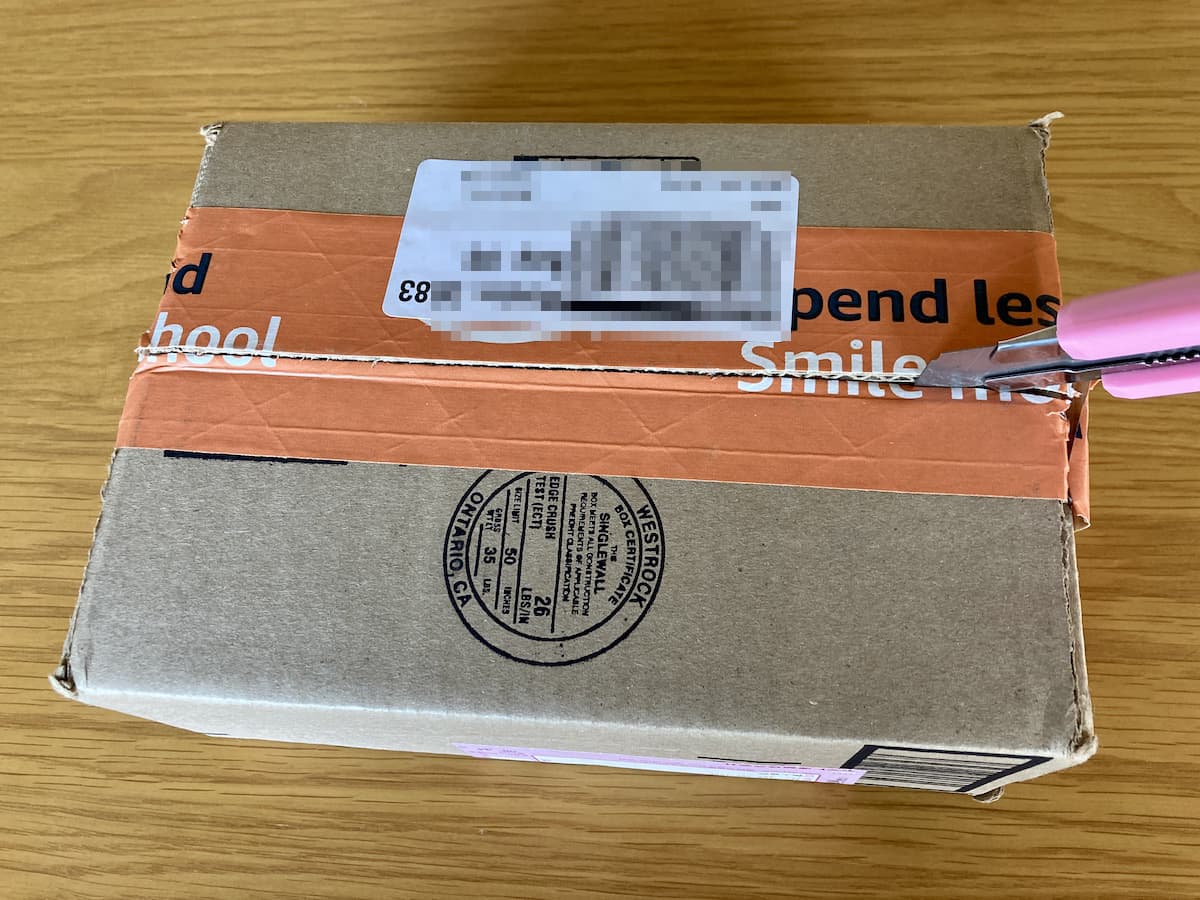 d
hool
83
pend les
Smile
WESTROCK
BOX CERTIFICATE
THE
SINGLEWALL
BOX MEETS ALL CONSTRUCTION
REQUIREMENTS OF APPLICABLE
FREIGHT CLASSIFICATION
EDGE CRUSH
TEST (ECT)
26
LBS/IN
SIZE LIMIT
50
INCHES
GROSS
WT LT
35
LBS.
ONTARIO, CA